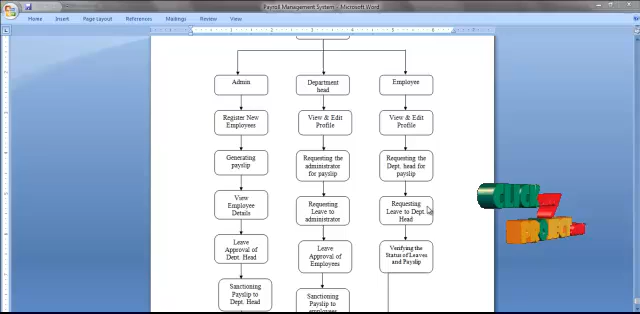 Payroll Management System - Microsoft Word
Home Insert Page Layout References Mailings Review View
Admin
Department
head
Employee
Register New
Employees
View & Edit
Profile
View & Edit
Profile
Generating
payslip
Requesting the
administrator
for payslip
Requesting the
Dept. head for
payslip
View
Employee
Details
Requesting
Leave to
administrator
Requesting
Leave to Dept.
Head
Leave
Approval of
Dept. Head
Leave
Approval of
Employees
Verifying the
Status of Leaves
and Payslip
Sanctioning
Payslip to
Dept. Head
Sanctioning
Payslip to
employees
CLICK